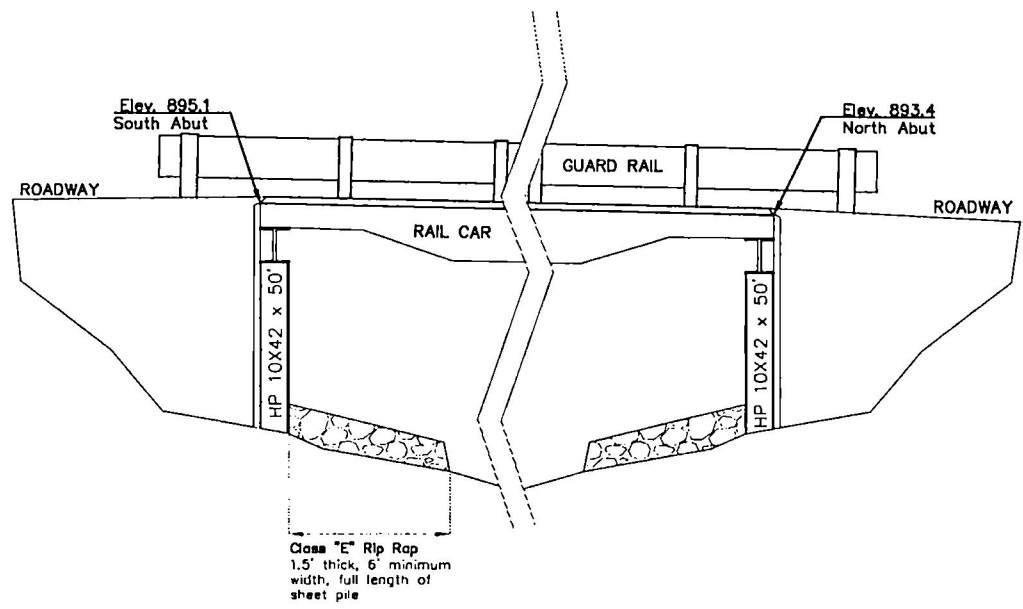 Elev. 895.1
South Abut
Elev. 893.4
North Abut
GUARD RAIL
ROADWAY
ROADWAY
RAIL CAR
HP 10X42 x 50'
HP 10X42 x 50'
Class "E" Rip Rap
1.5' thick, 6' minimum
width, full length of
sheet pile